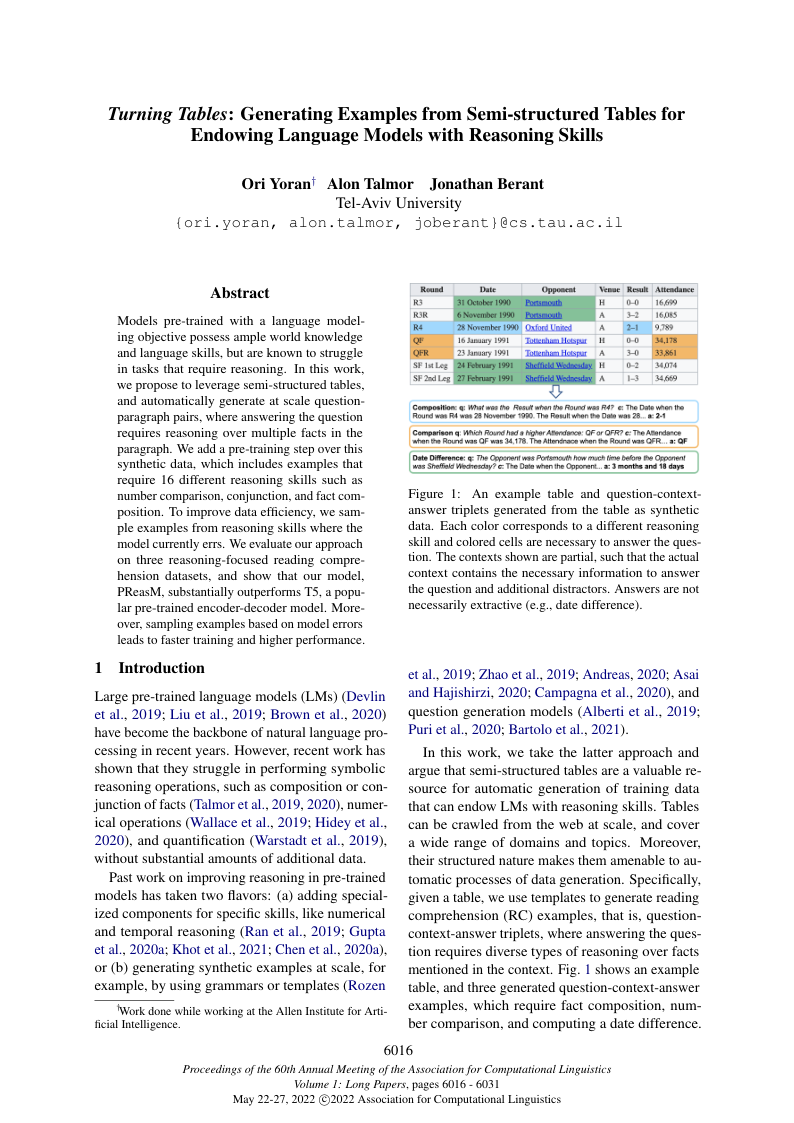 Turning Tables: Generating Examples from Semi-structured Tables for
Endowing Language Models with Reasoning Skills
Ori Yoran† Alon Talmor Jonathan Berant
Tel-Aviv University
{ori.yoran, alon.talmor, joberant}@cs.tau.ac.il
Abstract
Models pre-trained with a language model-
ing objective possess ample world knowledge
and language skills, but are known to struggle
in tasks that require reasoning. In this work,
we propose to leverage semi-structured tables,
and automatically generate at scale question-
paragraph pairs, where answering the question
requires reasoning over multiple facts in the
paragraph. We add a pre-training step over this
synthetic data, which includes examples that
require 16 different reasoning skills such as
number comparison, conjunction, and fact com-
position. To improve data efficiency, we sam-
ple examples from reasoning skills where the
model currently errs. We evaluate our approach
on three reasoning-focused reading compre-
hension datasets, and show that our model,
PReasM, substantially outperforms T5, a popu-
lar pre-trained encoder-decoder model. More-
over, sampling examples based on model errors
leads to faster training and higher performance.
1 Introduction
Large pre-trained language models (LMs) (Devlin
et al., 2019; Liu et al., 2019; Brown et al., 2020)
have become the backbone of natural language pro-
cessing in recent years. However, recent work has
shown that they struggle in performing symbolic
reasoning operations, such as composition or con-
junction of facts (Talmor et al., 2019, 2020), numer-
ical operations (Wallace et al., 2019; Hidey et al.,
2020), and quantification (Warstadt et al., 2019),
without substantial amounts of additional data.
Past work on improving reasoning in pre-trained
models has taken two flavors: (a) adding special-
ized components for specific skills, like numerical
and temporal reasoning (Ran et al., 2019; Gupta
et al., 2020a; Khot et al., 2021; Chen et al., 2020a),
or (b) generating synthetic examples at scale, for
example, by using grammars or templates (Rozen
†Work done while working at the Allen Institute for Arti-
ficial Intelligence.
Round Date Opponent Venue Result Attendance
R3 31 October 1990 Portsmouth H 0–0 16,699
R3R 6 November 1990 Portsmouth A 3–2 16,085
R4 28 November 1990 Oxford United A 2–1 9,789
QF 16 January 1991 Tottenham Hotspur H 0–0 34,178
QFR 23 January 1991 Tottenham Hotspur A 3–0 33,861
SF 1st Leg 24 February 1991 Sheffield Wednesday H 0–2 34,074
SF 2nd Leg 27 February 1991 Sheffield Wednesday A 1–3 34,669
Composition: q: What was the Result when the Round was R4? c: The Date when the
Round was R4 was 28 November 1990. The Result when the Date was 28... a: 2-1
Comparison q: Which Round had a higher Attendance: QF or QFR? c: The Attendance
when the Round was QF was 34,178. The Attendnace when the Round was QFR... a: QF
Date Difference: q: The Opponent was Portsmouth how much time before the Opponent
was Sheffield Wednesday? c: The Date when the Opponent... a: 3 months and 18 days
Figure 1: An example table and question-context-
answer triplets generated from the table as synthetic
data. Each color corresponds to a different reasoning
skill and colored cells are necessary to answer the ques-
tion. The contexts shown are partial, such that the actual
context contains the necessary information to answer
the question and additional distractors. Answers are not
necessarily extractive (e.g., date difference).
et al., 2019; Zhao et al., 2019; Andreas, 2020; Asai
and Hajishirzi, 2020; Campagna et al., 2020), and
question generation models (Alberti et al., 2019;
Puri et al., 2020; Bartolo et al., 2021).
In this work, we take the latter approach and
argue that semi-structured tables are a valuable re-
source for automatic generation of training data
that can endow LMs with reasoning skills. Tables
can be crawled from the web at scale, and cover
a wide range of domains and topics. Moreover,
their structured nature makes them amenable to au-
tomatic processes of data generation. Specifically,
given a table, we use templates to generate reading
comprehension (RC) examples, that is, question-
context-answer triplets, where answering the ques-
tion requires diverse types of reasoning over facts
mentioned in the context. Fig. 1 shows an example
table, and three generated question-context-answer
examples, which require fact composition, num-
ber comparison, and computing a date difference.
6016
Proceedings of the 60th Annual Meeting of the Association for Computational Linguistics
Volume 1: Long Papers, pages 6016 - 6031
May 22-27, 2022 ©2022 Association for Computational Linguistics